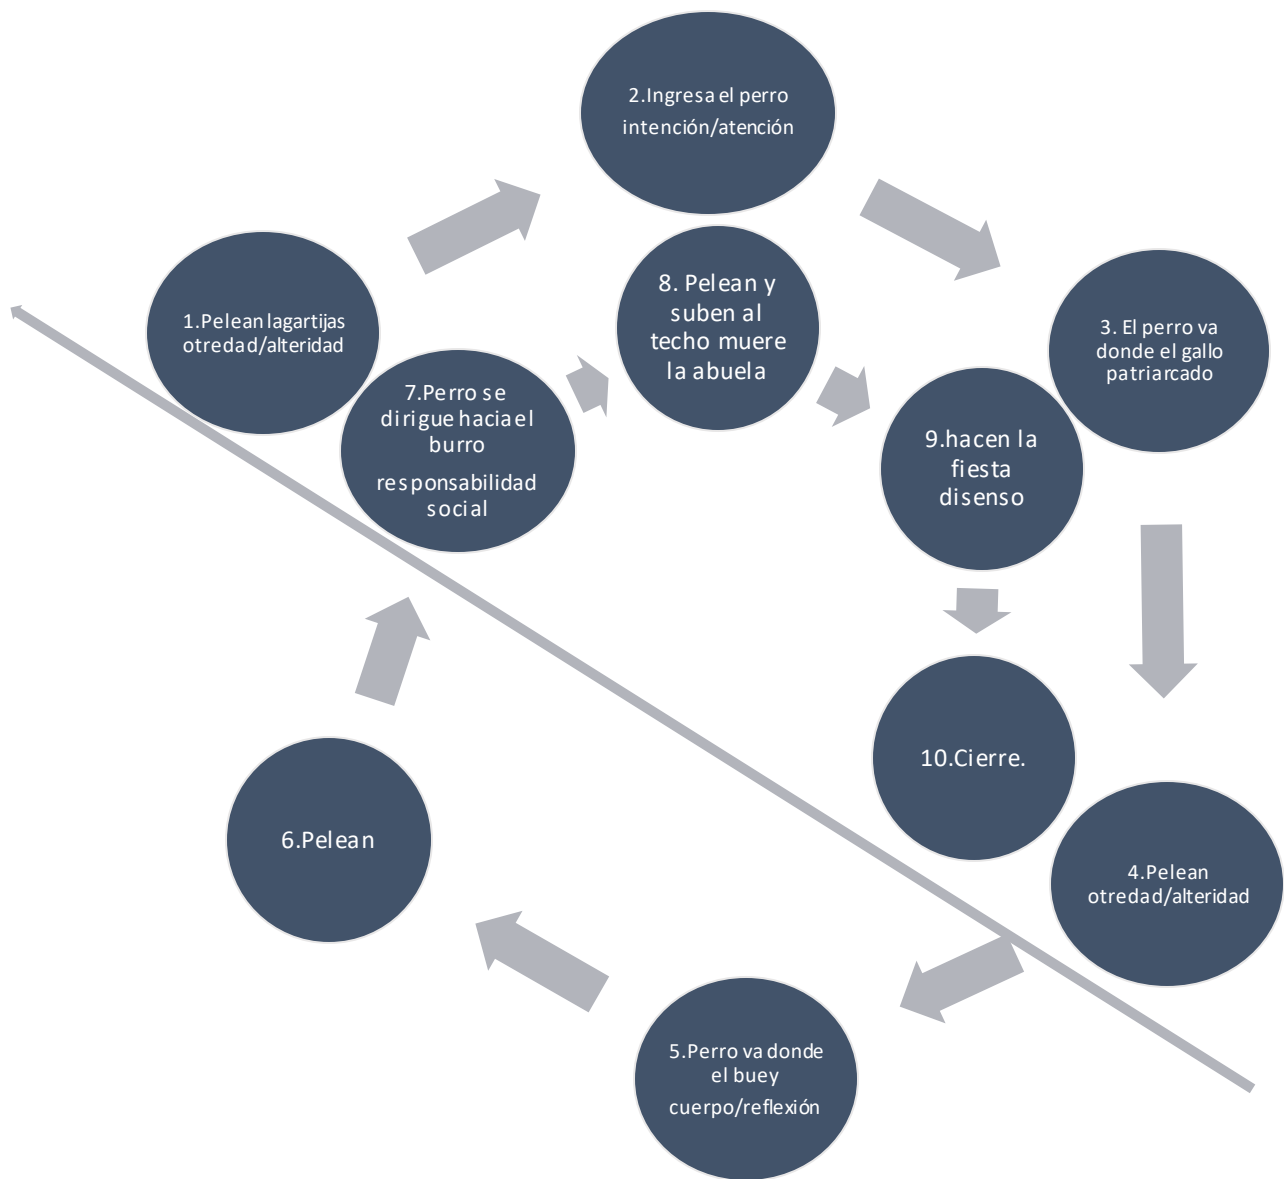 1.Pelean lagartijas
otredad/alteridad
2.Ingresa el perro
intención/atención
3. El perro va
donde el gallo
patriarcado
4.Pelean
otredad/alteridad
5.Perro va donde
el buey
cuerpo/reflexión
6.Pelean
7.Perro se
dirigue hacia el
burro
responsabilidad
social
8. Pelean y
suben al
techo muere
la abuela
9.hacen la
fiesta
disenso
10.Cierre.